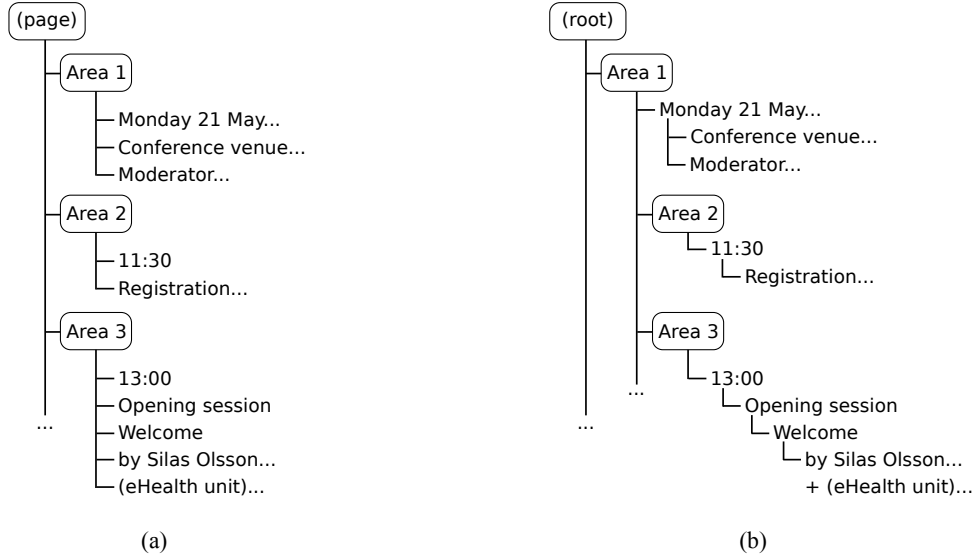 (page)
Area 1
Monday 21 May...
Conference venue...
Moderator...
Area 2
11:30
Registration...
Area 3
13:00
Opening session
Welcome
by Silas Olsson...
(eHealth unit)...
...
(a)
(root)
Area 1
Monday 21 May...
Conference venue...
Moderator...
Area 2
11:30
Registration...
Area 3
13:00
Opening session
Welcome
by Silas Olsson...
+ (eHealth unit)...
...
...
(b)